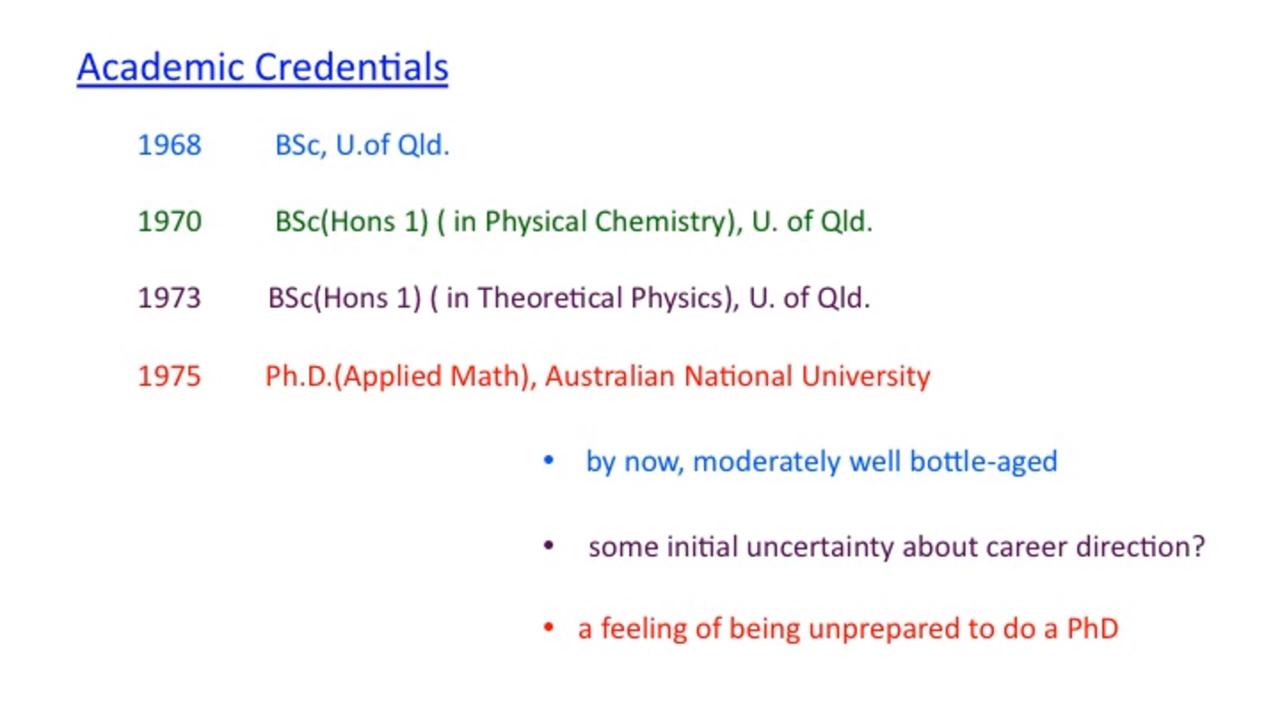 Academic Credentials
1968 BSc, U.of Qld.
1970 BSc(Hons 1) ( in Physical Chemistry), U. of Qld.
1973 BSc(Hons 1) ( in Theoretical Physics), U. of Qld.
1975 Ph.D.(Applied Math), Australian National University
• by now, moderately well bottle-aged
• some initial uncertainty about career direction?
• a feeling of being unprepared to do a PhD